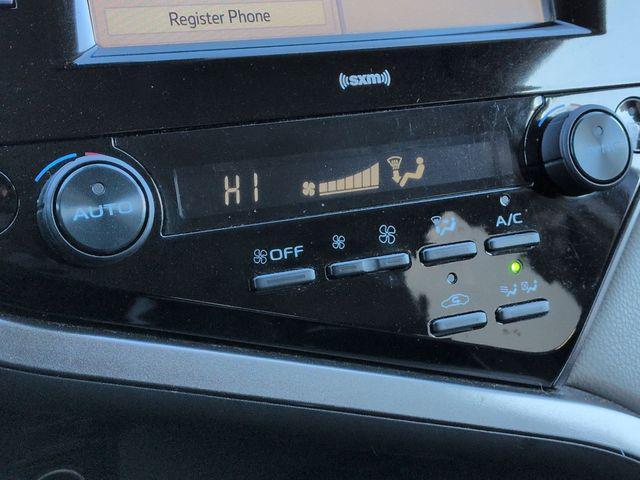 Register Phone
sxm
HI
AUTO
OFF
A/C